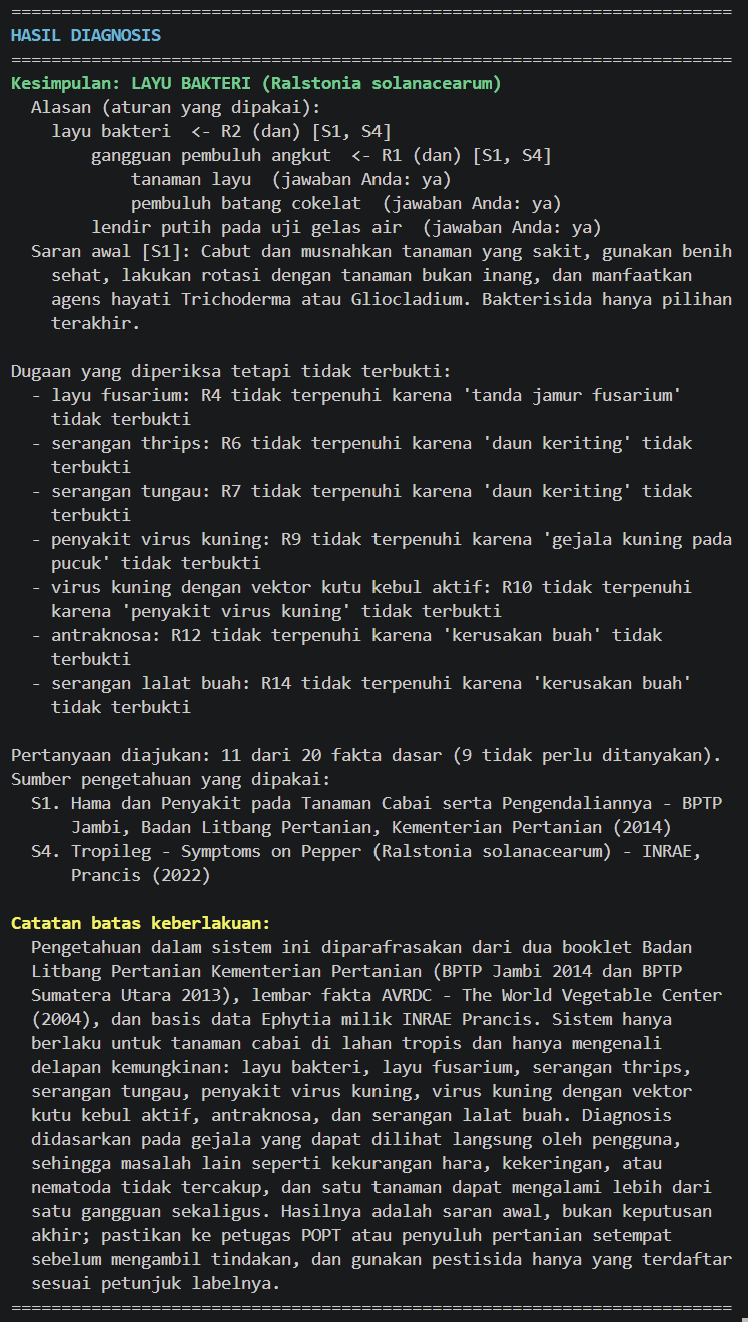 ========================================================================
HASIL DIAGNOSIS
========================================================================
Kesimpulan: LAYU BAKTERI (Ralstonia solanacearum)
  Alasan (aturan yang dipakai):
    layu bakteri  <- R2 (dan) [S1, S4]
        gangguan pembuluh angkut  <- R1 (dan) [S1, S4]
            tanaman layu  (jawaban Anda: ya)
            pembuluh batang cokelat  (jawaban Anda: ya)
        lendir putih pada uji gelas air  (jawaban Anda: ya)
  Saran awal [S1]: Cabut dan musnahkan tanaman yang sakit, gunakan benih
    sehat, lakukan rotasi dengan tanaman bukan inang, dan manfaatkan
    agens hayati Trichoderma atau Gliocladium. Bakterisida hanya pilihan
    terakhir.

Dugaan yang diperiksa tetapi tidak terbukti:
  - layu fusarium: R4 tidak terpenuhi karena 'tanda jamur fusarium'
    tidak terbukti
  - serangan thrips: R6 tidak terpenuhi karena 'daun keriting' tidak
    terbukti
  - serangan tungau: R7 tidak terpenuhi karena 'daun keriting' tidak
    terbukti
  - penyakit virus kuning: R9 tidak terpenuhi karena 'gejala kuning pada
    pucuk' tidak terbukti
  - virus kuning dengan vektor kutu kebul aktif: R10 tidak terpenuhi
    karena 'penyakit virus kuning' tidak terbukti
  - antraknosa: R12 tidak terpenuhi karena 'kerusakan buah' tidak
    terbukti
  - serangan lalat buah: R14 tidak terpenuhi karena 'kerusakan buah'
    tidak terbukti

Pertanyaan diajukan: 11 dari 20 fakta dasar (9 tidak perlu ditanyakan).
Sumber pengetahuan yang dipakai:
  S1. Hama dan Penyakit pada Tanaman Cabai serta Pengendaliannya - BPTP
      Jambi, Badan Litbang Pertanian, Kementerian Pertanian (2014)
  S4. Tropileg - Symptoms on Pepper (Ralstonia solanacearum) - INRAE,
      Prancis (2022)

Catatan batas keberlakuan:
  Pengetahuan dalam sistem ini diparafrasakan dari dua booklet Badan
  Litbang Pertanian Kementerian Pertanian (BPTP Jambi 2014 dan BPTP
  Sumatera Utara 2013), lembar fakta AVRDC - The World Vegetable Center
  (2004), dan basis data Ephytia milik INRAE Prancis. Sistem hanya
  berlaku untuk tanaman cabai di lahan tropis dan hanya mengenali
  delapan kemungkinan: layu bakteri, layu fusarium, serangan thrips,
  serangan tungau, penyakit virus kuning, virus kuning dengan vektor
  kutu kebul aktif, antraknosa, dan serangan lalat buah. Diagnosis
  didasarkan pada gejala yang dapat dilihat langsung oleh pengguna,
  sehingga masalah lain seperti kekurangan hara, kekeringan, atau
  nematoda tidak tercakup, dan satu tanaman dapat mengalami lebih dari
  satu gangguan sekaligus. Hasilnya adalah saran awal, bukan keputusan
  akhir; pastikan ke petugas POPT atau penyuluh pertanian setempat
  sebelum mengambil tindakan, dan gunakan pestisida hanya yang terdaftar
  sesuai petunjuk labelnya.
========================================================================